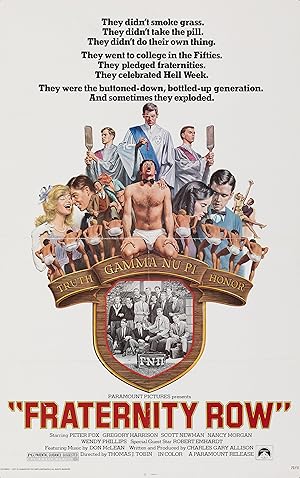 They didn't smoke grass.
They didn't take the pill.
They didn't do their own thing.
They went to college in the Fifties.
They pledged fraternities.
They celebrated Hell Week.
They were the buttoned-down, bottled-up generation.
And sometimes they exploded.
TRUTH GAMMA NU PI HONOR
ΓΝΠ
PARAMOUNT PICTURES presents
"FRATERNITY ROW"
Starring PETER FOX GREGORY HARRISON SCOTT NEWMAN NANCY MORGAN
WENDY PHILLIPS Special Guest Star ROBERT EMHARDT
Featuring Music by DON McLEAN Written and Produced by CHARLES GARY ALLISON
Directed by THOMAS J. TOBIN IN COLOR A PARAMOUNT RELEASE
PG